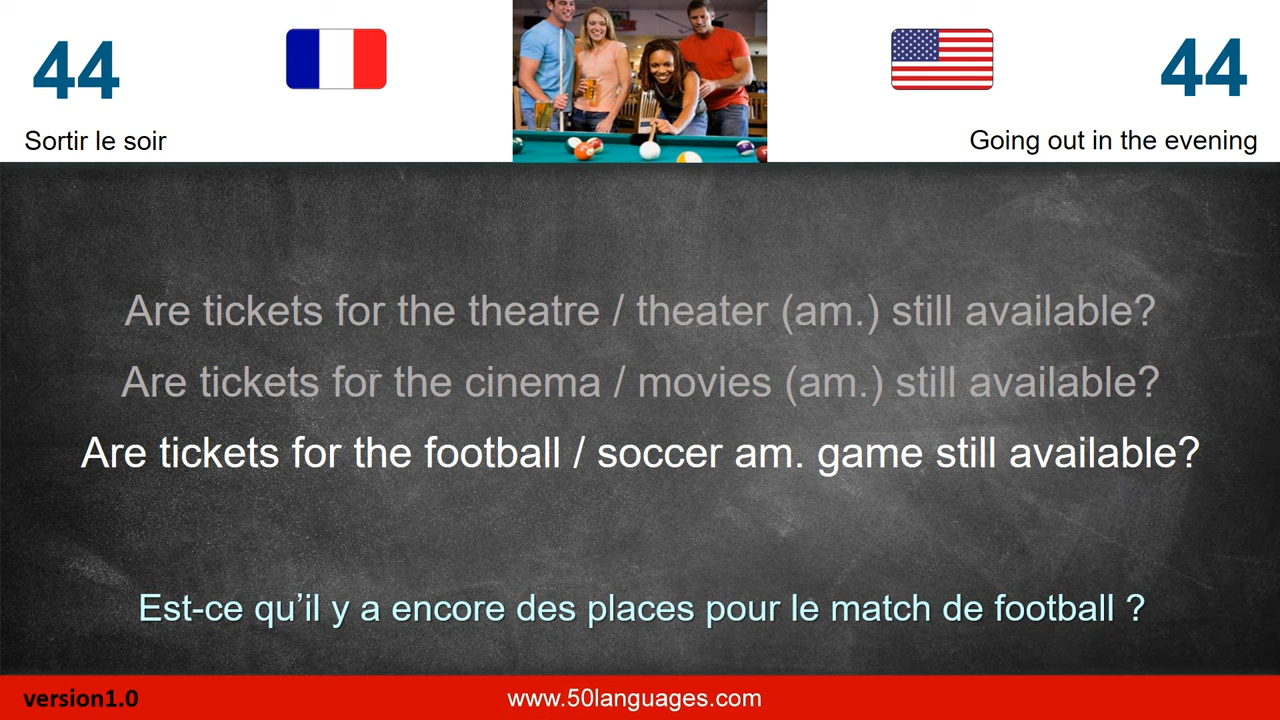 44
44
Sortir le soir
Going out in the evening
Are tickets for the theatre / theater (am.) still available?
Are tickets for the cinema / movies (am.) still available?
Are tickets for the football / soccer am. game still available?
Est-ce qu’il y a encore des places pour le match de football ?
version1.0
www.50languages.com